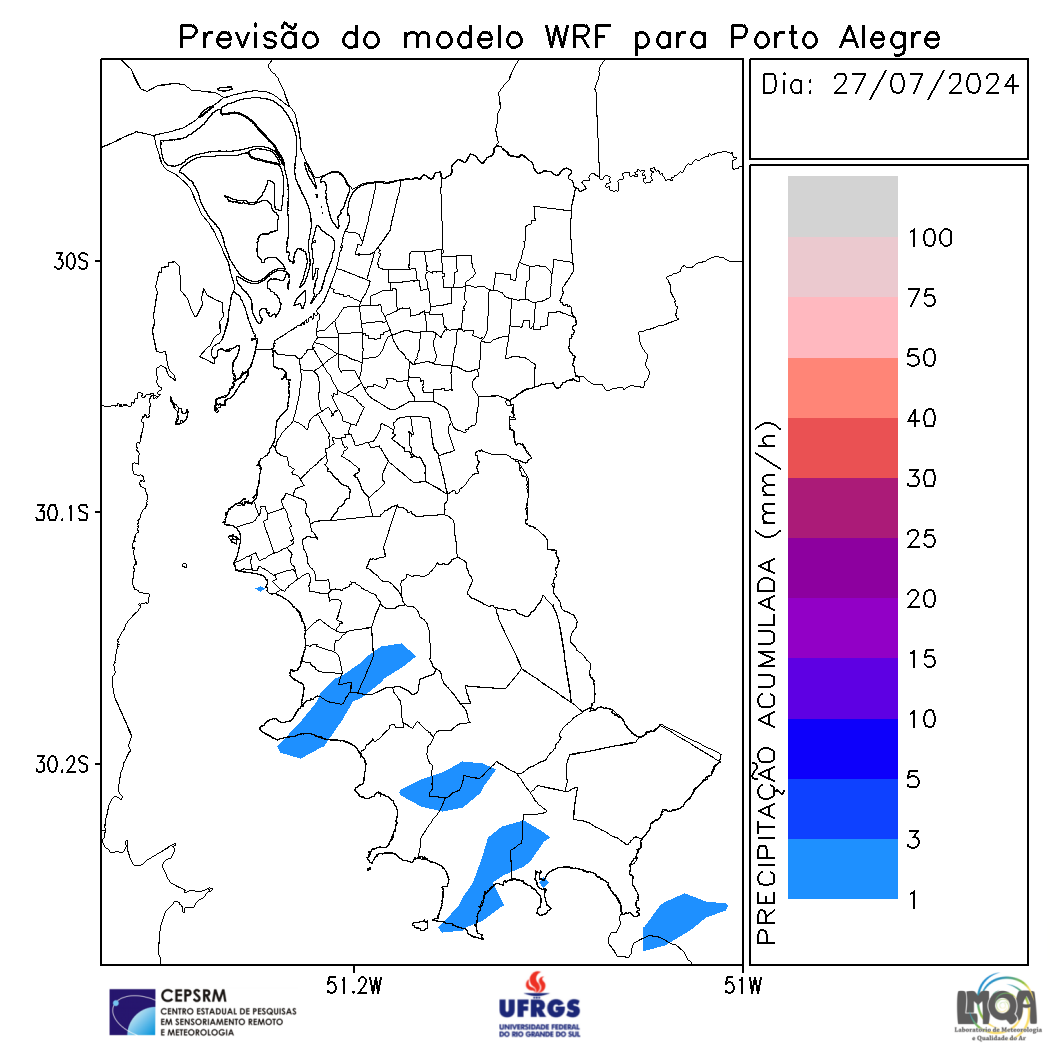 Previsão do modelo WRF para Porto Alegre
Dia: 27/07/2024
30S
30.1S
30.2S
51.2W
51W
PRECIPITAÇÃO ACUMULADA (mm/h)
100
75
50
40
30
25
20
15
10
5
3
1
CEPSRM
CENTRO ESTADUAL DE PESQUISAS
EM SENSORIAMENTO REMOTO
E METEOROLOGIA
UFRGS
UNIVERSIDADE FEDERAL
DO RIO GRANDE DO SUL
LMQA
Laboratório de Meteorologia
e Qualidade do Ar